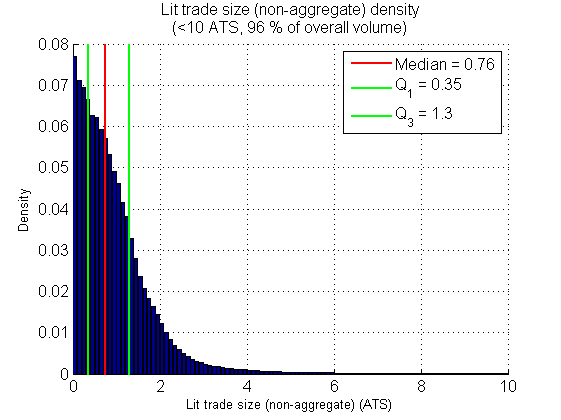 Lit trade size (non-aggregate) density
(<10 ATS, 96 % of overall volume)
0.08
0.07
0.06
0.05
0.04
0.03
0.02
0.01
0
Density
Median = 0.76
Q1 = 0.35
Q3 = 1.3
0 2 4 6 8 10
Lit trade size (non-aggregate) (ATS)